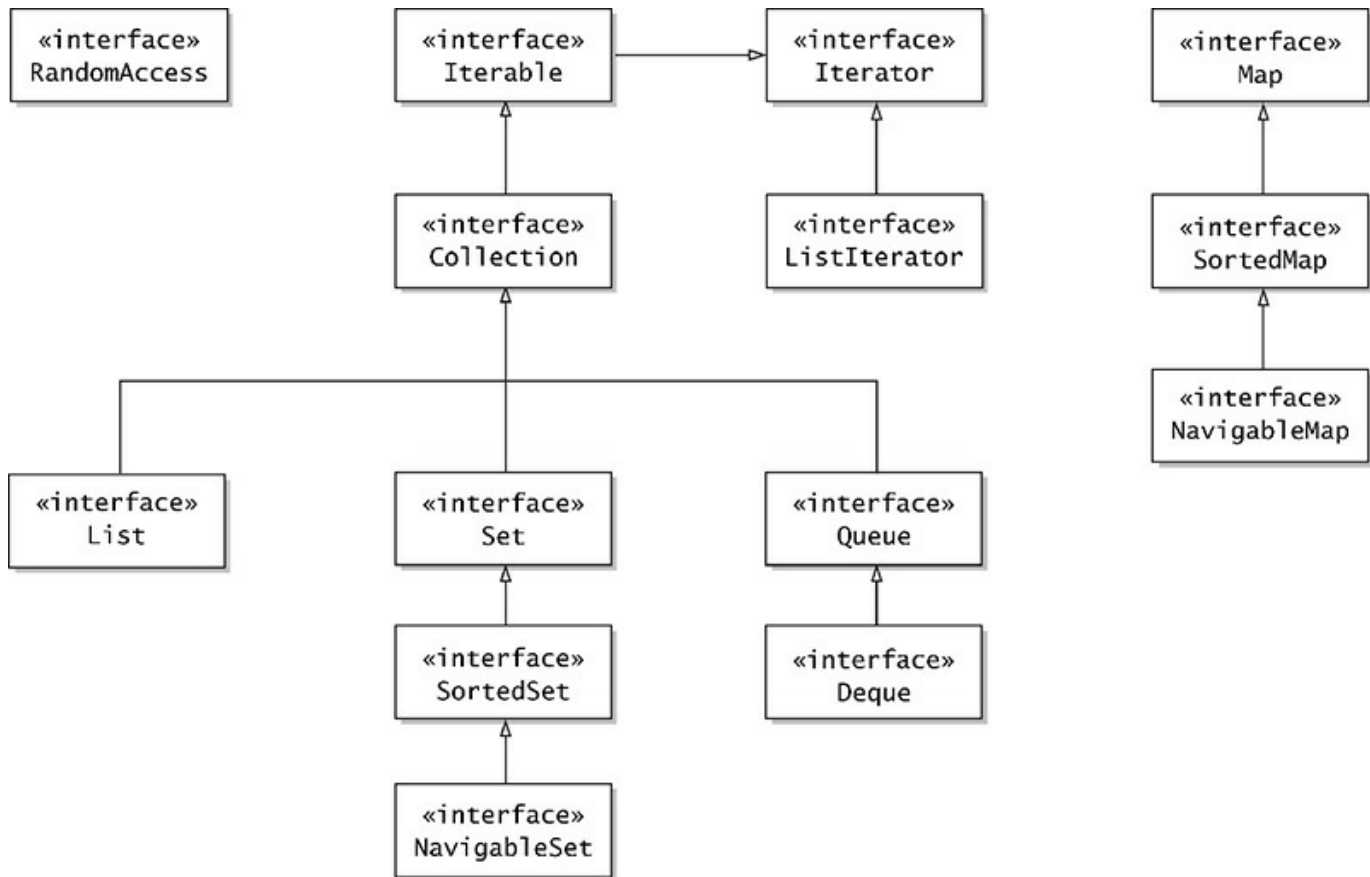 «interface»
RandomAccess
«interface»
Iterable
«interface»
Iterator
«interface»
Map
«interface»
Collection
«interface»
ListIterator
«interface»
SortedMap
«interface»
NavigableMap
«interface»
List
«interface»
Set
«interface»
Queue
«interface»
SortedSet
«interface»
Deque
«interface»
NavigableSet